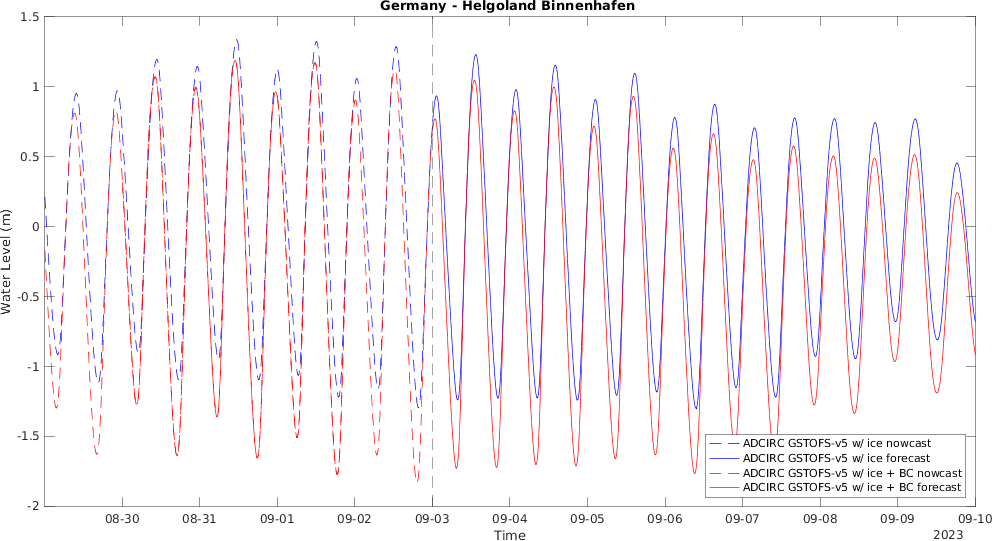 Germany - Helgoland Binnenhafen
1.5
1
0.5
0
-0.5
-1
-1.5
-2
Water Level (m)
08-30 08-31 09-01 09-02 09-03 09-04 09-05 09-06 09-07 09-08 09-09 09-10
Time
2023
ADCIRC GSTOFS-v5 w/ ice nowcast
ADCIRC GSTOFS-v5 w/ ice forecast
ADCIRC GSTOFS-v5 w/ ice + BC nowcast
ADCIRC GSTOFS-v5 w/ ice + BC forecast